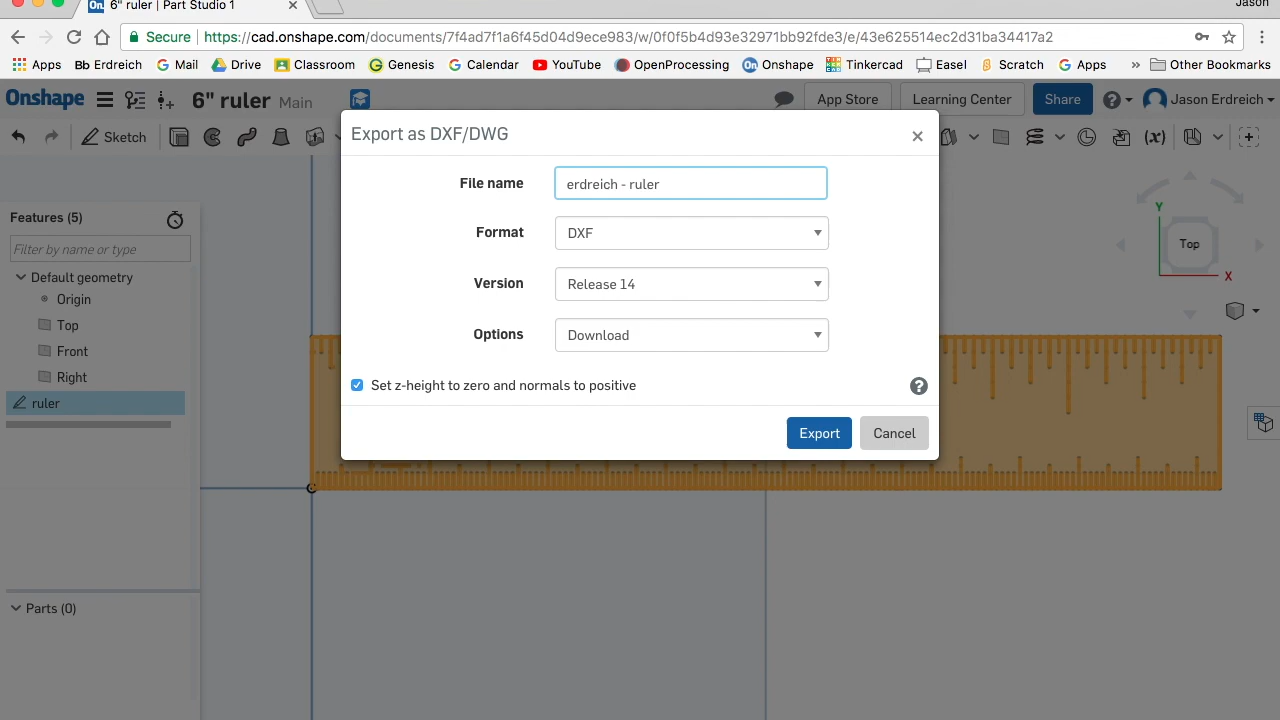 6" ruler | Part Studio 1
Jason
Secure | https://cad.onshape.com/documents/7f4ad7f1a6f45d04d9ece983/w/0f0f5b4d93e32971bb92fde3/e/43e625514ec2d31ba34417a2
Apps Bb Erdreich Mail Drive Classroom Genesis Calendar YouTube OpenProcessing Onshape Tinkercad Easel Scratch Apps » Other Bookmarks
Onshape 6" ruler Main App Store Learning Center Share Jason Erdreich
Sketch (x)
Export as DXF/DWG
File name erdreich - ruler
Format DXF
Version Release 14
Options Download
Set z-height to zero and normals to positive
Export Cancel
Features (5)
Filter by name or type
Default geometry
Origin
Top
Front
Right
ruler
Parts (0)
Y
Top
X